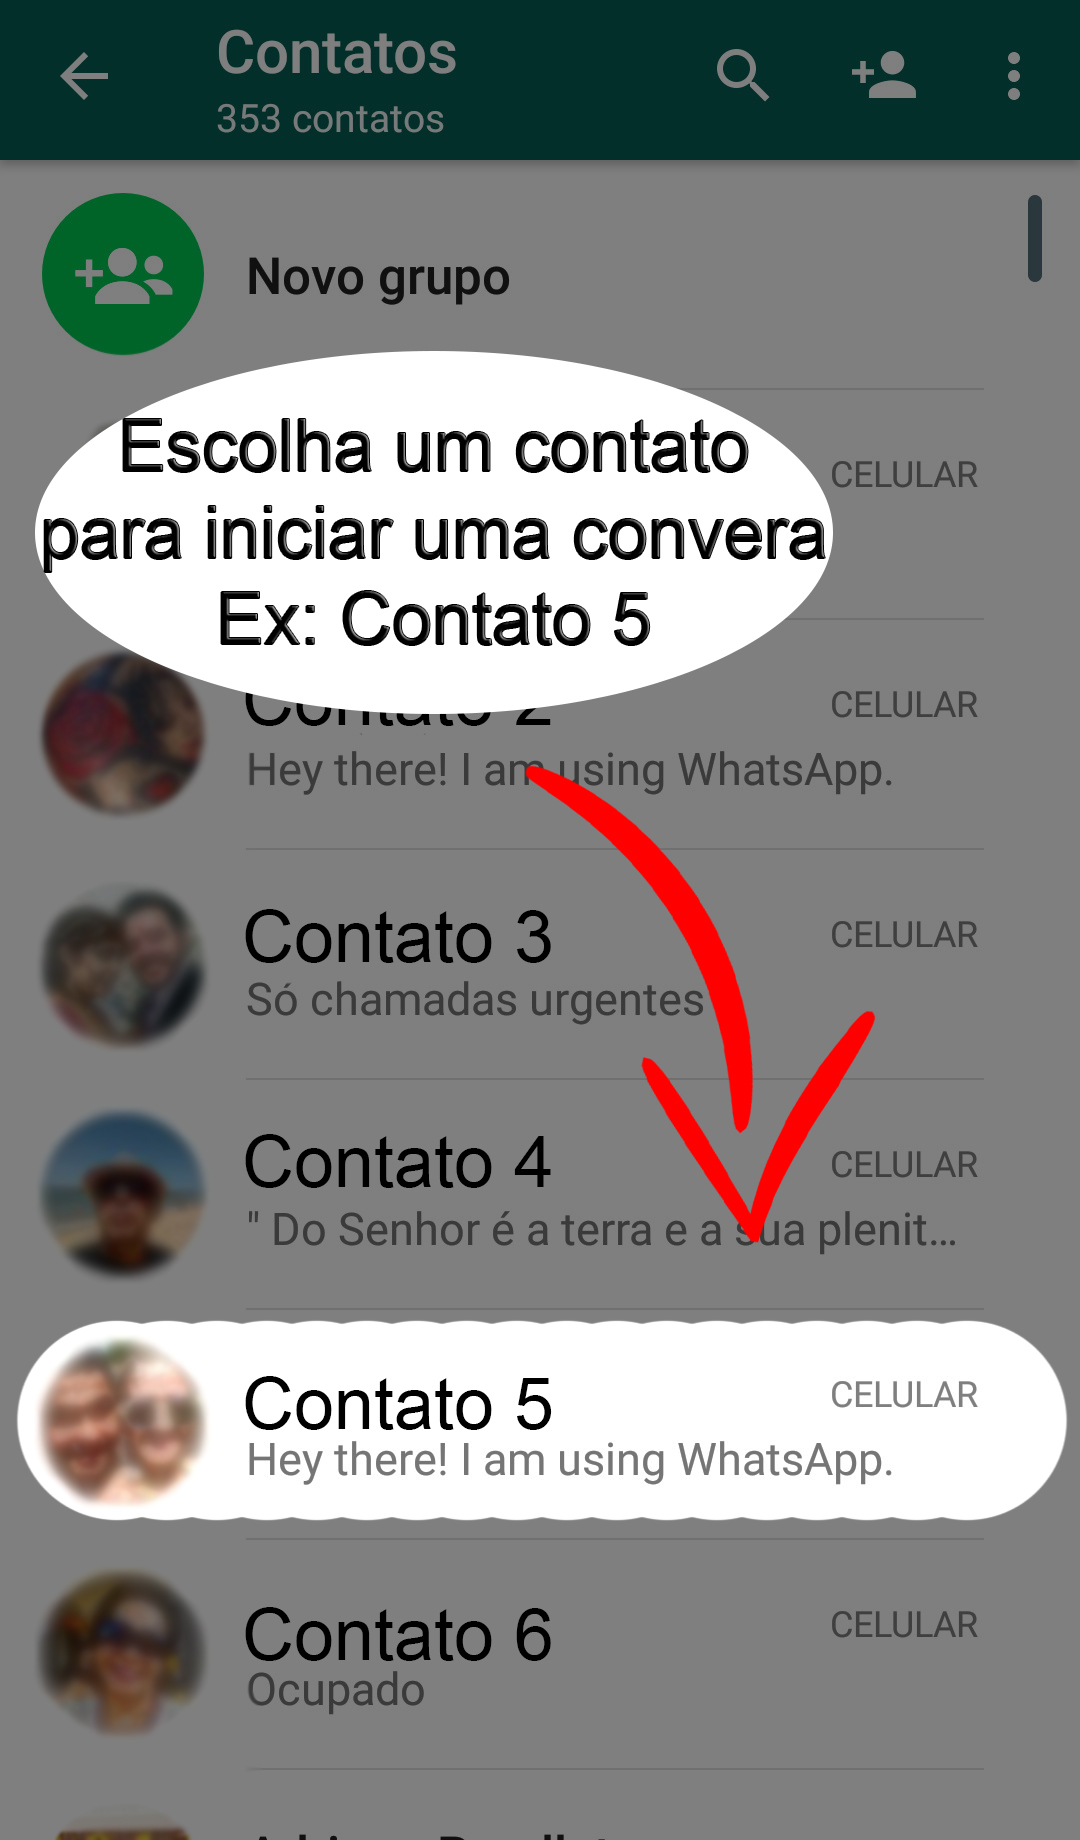 Contatos
353 contatos
Novo grupo
Escolha um contato
para iniciar uma convera
Ex: Contato 5
CELULAR
Contato 2
CELULAR
Hey there! I am using WhatsApp.
Contato 3
CELULAR
Só chamadas urgentes
Contato 4
CELULAR
" Do Senhor é a terra e a sua plenit...
Contato 5
CELULAR
Hey there! I am using WhatsApp.
Contato 6
CELULAR
Ocupado